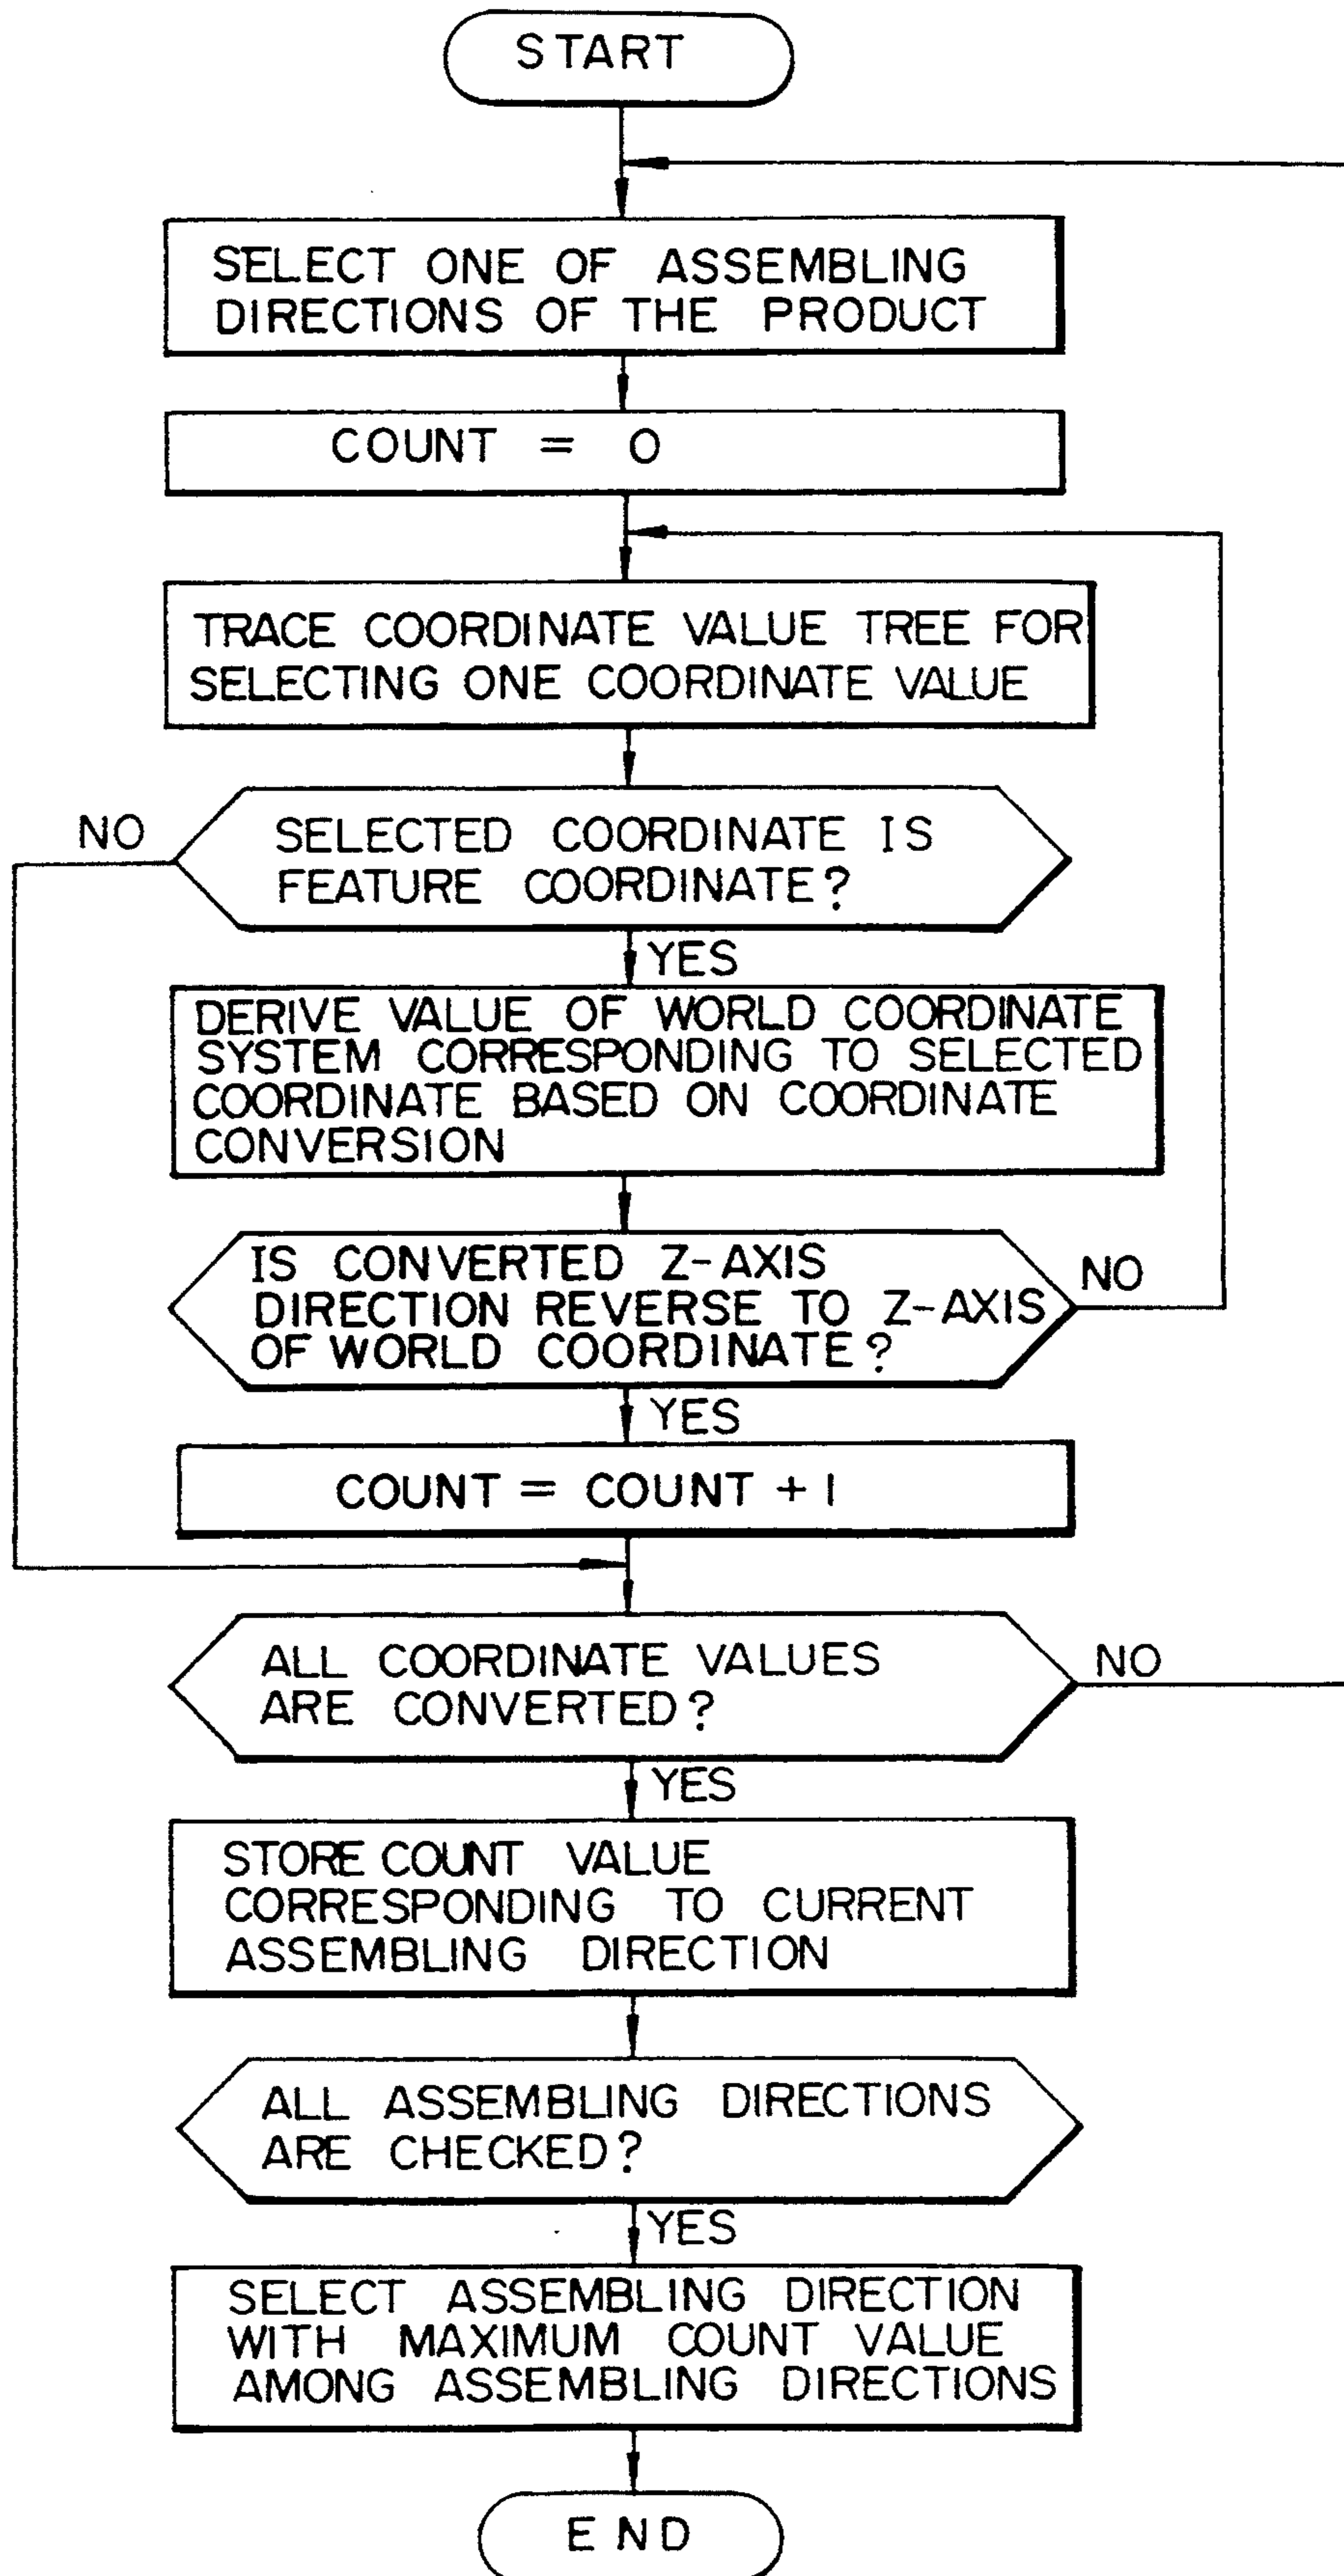 START
SELECT ONE OF ASSEMBLING
DIRECTIONS OF THE PRODUCT
COUNT = 0
TRACE COORDINATE VALUE TREE FOR
SELECTING ONE COORDINATE VALUE
NO
SELECTED COORDINATE IS
FEATURE COORDINATE?
YES
DERIVE VALUE OF WORLD COORDINATE
SYSTEM CORRESPONDING TO SELECTED
COORDINATE BASED ON COORDINATE
CONVERSION
IS CONVERTED Z-AXIS
DIRECTION REVERSE TO Z-AXIS
OF WORLD COORDINATE?
NO
YES
COUNT = COUNT + 1
ALL COORDINATE VALUES
ARE CONVERTED?
NO
YES
STORE COUNT VALUE
CORRESPONDING TO CURRENT
ASSEMBLING DIRECTION
ALL ASSEMBLING DIRECTIONS
ARE CHECKED?
YES
SELECT ASSEMBLING DIRECTION
WITH MAXIMUM COUNT VALUE
AMONG ASSEMBLING DIRECTIONS
END